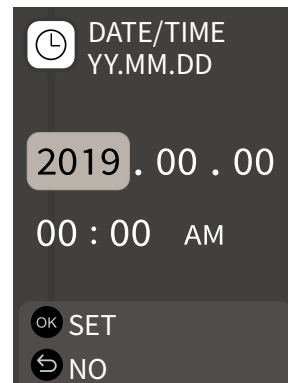 DATE/TIME
YY.MM.DD
2019 . 00 . 00
00 : 00 AM
OK SET
NO